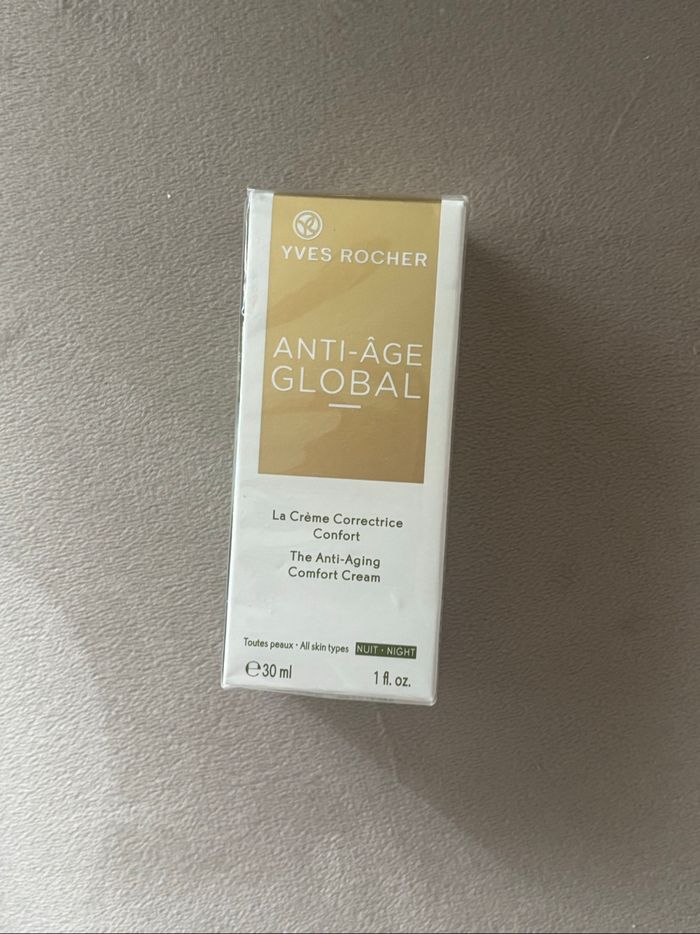 YVES ROCHER
ANTI-ÂGE
GLOBAL
La Crème Correctrice
Confort
The Anti-Aging
Comfort Cream
Toutes peaux · All skin types NUIT · NIGHT
℮30 ml 1 fl. oz.